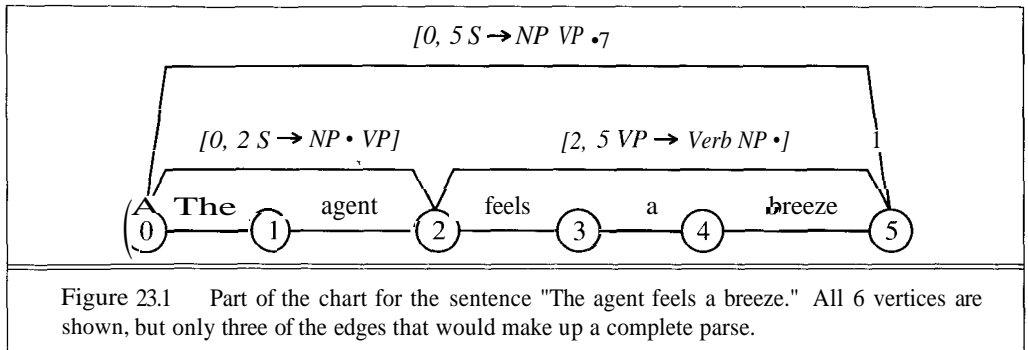 [0, 5 S → NP VP •7
[0, 2 S → NP • VP] [2, 5 VP → Verb NP •] 1
A The agent feels a breeze
(0 1 2 3 4 5
Figure 23.1 Part of the chart for the sentence "The agent feels a breeze." All 6 vertices are
shown, but only three of the edges that would make up a complete parse.